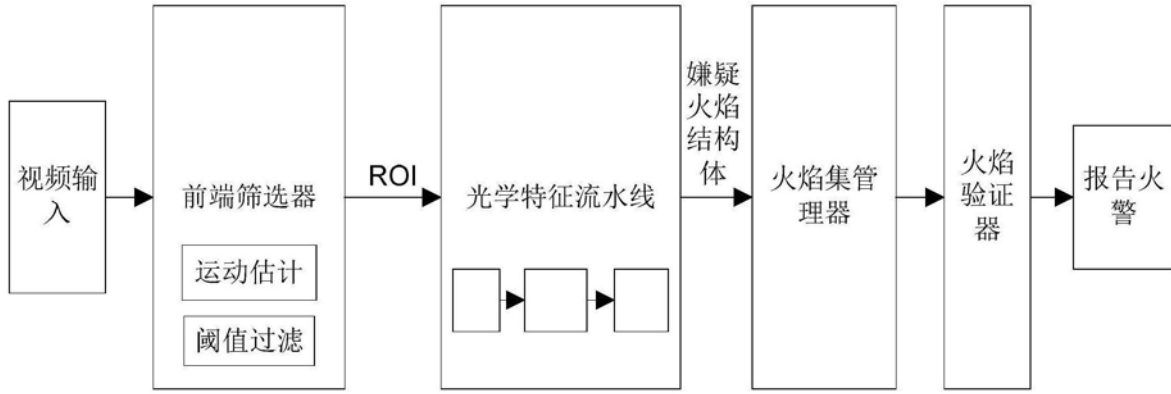 视频输
入
前端筛选器
运动估计
阈值过滤
ROI
光学特征流水线
嫌疑
火焰
结构
体
火焰集管
理器
火焰
验证
器
报告火
警